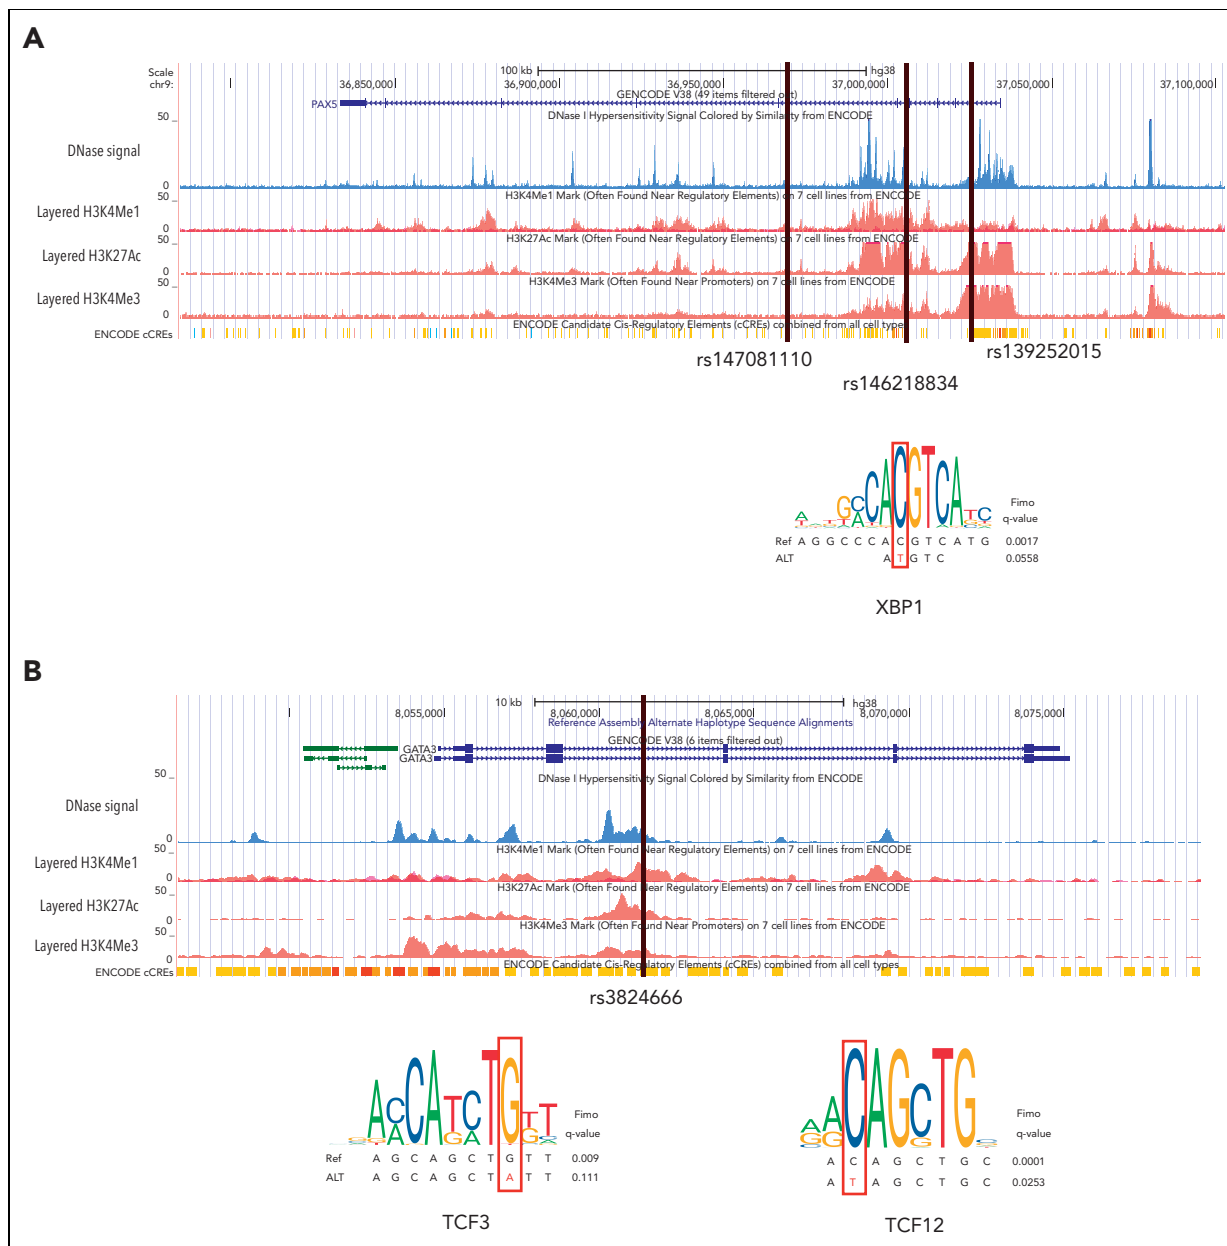 A
Scale
100 kb
hg38
chr9:
36,850,000
36,900,000
36,950,000
37,000,000
37,050,000
37,100,000
GENCODE V38 (49 items filtered out)
PAX5
DNase I Hypersensitivity Signal Colored by Similarity from ENCODE
50
DNase signal
0
H3K4Me1 Mark (Often Found Near Regulatory Elements) on 7 cell lines from ENCODE
50
Layered H3K4Me1
0
H3K27Ac Mark (Often Found Near Regulatory Elements) on 7 cell lines from ENCODE
50
Layered H3K27Ac
0
H3K4Me3 Mark (Often Found Near Promoters) on 7 cell lines from ENCODE
50
Layered H3K4Me3
0
ENCODE Candidate Cis-Regulatory Elements (cCREs) combined from all cell types
ENCODE cCREs
rs147081110
rs139252015
rs146218834
Fimo
q-value
Ref A G G C C C A C G T C A T G 0.0017
ALT A T G T C 0.0558
XBP1
B
10 kb
hg38
8,055,000
8,060,000
8,065,000
8,070,000
8,075,000
Reference Assembly Alternate Haplotype Sequence Alignments
GENCODE V38 (6 items filtered out)
GATA3
GATA3
DNase I Hypersensitivity Signal Colored by Similarity from ENCODE
50
DNase signal
0
H3K4Me1 Mark (Often Found Near Regulatory Elements) on 7 cell lines from ENCODE
50
Layered H3K4Me1
0
H3K27Ac Mark (Often Found Near Regulatory Elements) on 7 cell lines from ENCODE
50
Layered H3K27Ac
0
H3K4Me3 Mark (Often Found Near Promoters) on 7 cell lines from ENCODE
50
Layered H3K4Me3
0
ENCODE Candidate Cis-Regulatory Elements (cCREs) combined from all cell types
ENCODE cCREs
rs3824666
Fimo
q-value
Ref A G C A G C T G T T 0.009
ALT A G C A G C T A T T 0.111
TCF3
Fimo
q-value
A C A G C T G C 0.0001
A T A G C T G C 0.0253
TCF12